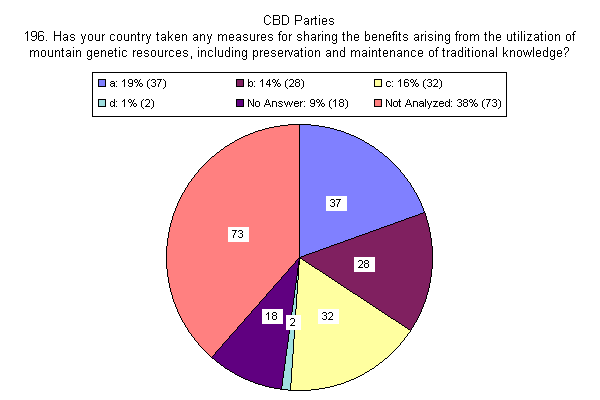 CBD Parties
196. Has your country taken any measures for sharing the benefits arising from the utilization of
mountain genetic resources, including preservation and maintenance of traditional knowledge?
a: 19% (37) b: 14% (28) c: 16% (32)
d: 1% (2) No Answer: 9% (18) Not Analyzed: 38% (73)
37
73
28
18 2 32